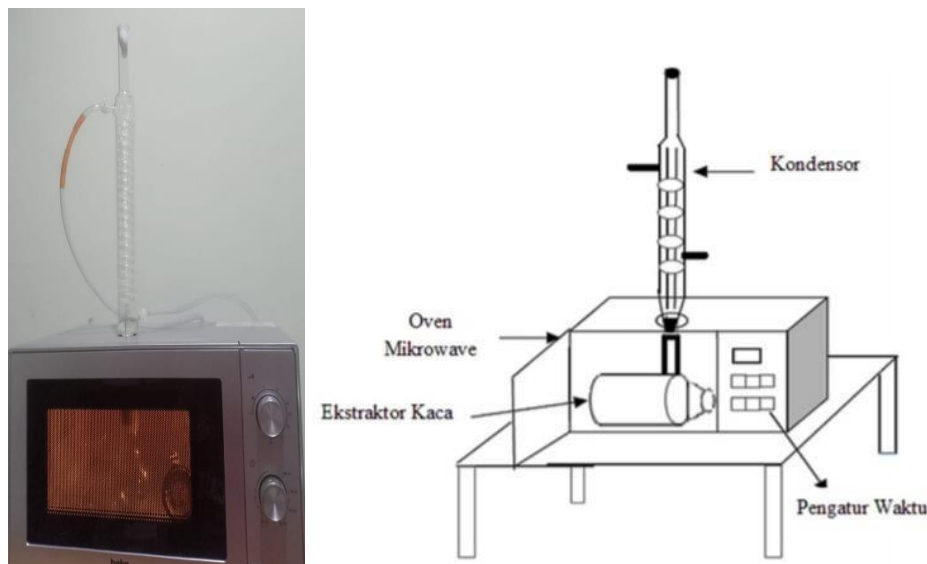 Kondensor
Oven
Mikrowave
Ekstraktor Kaca
Pengatur Waktu